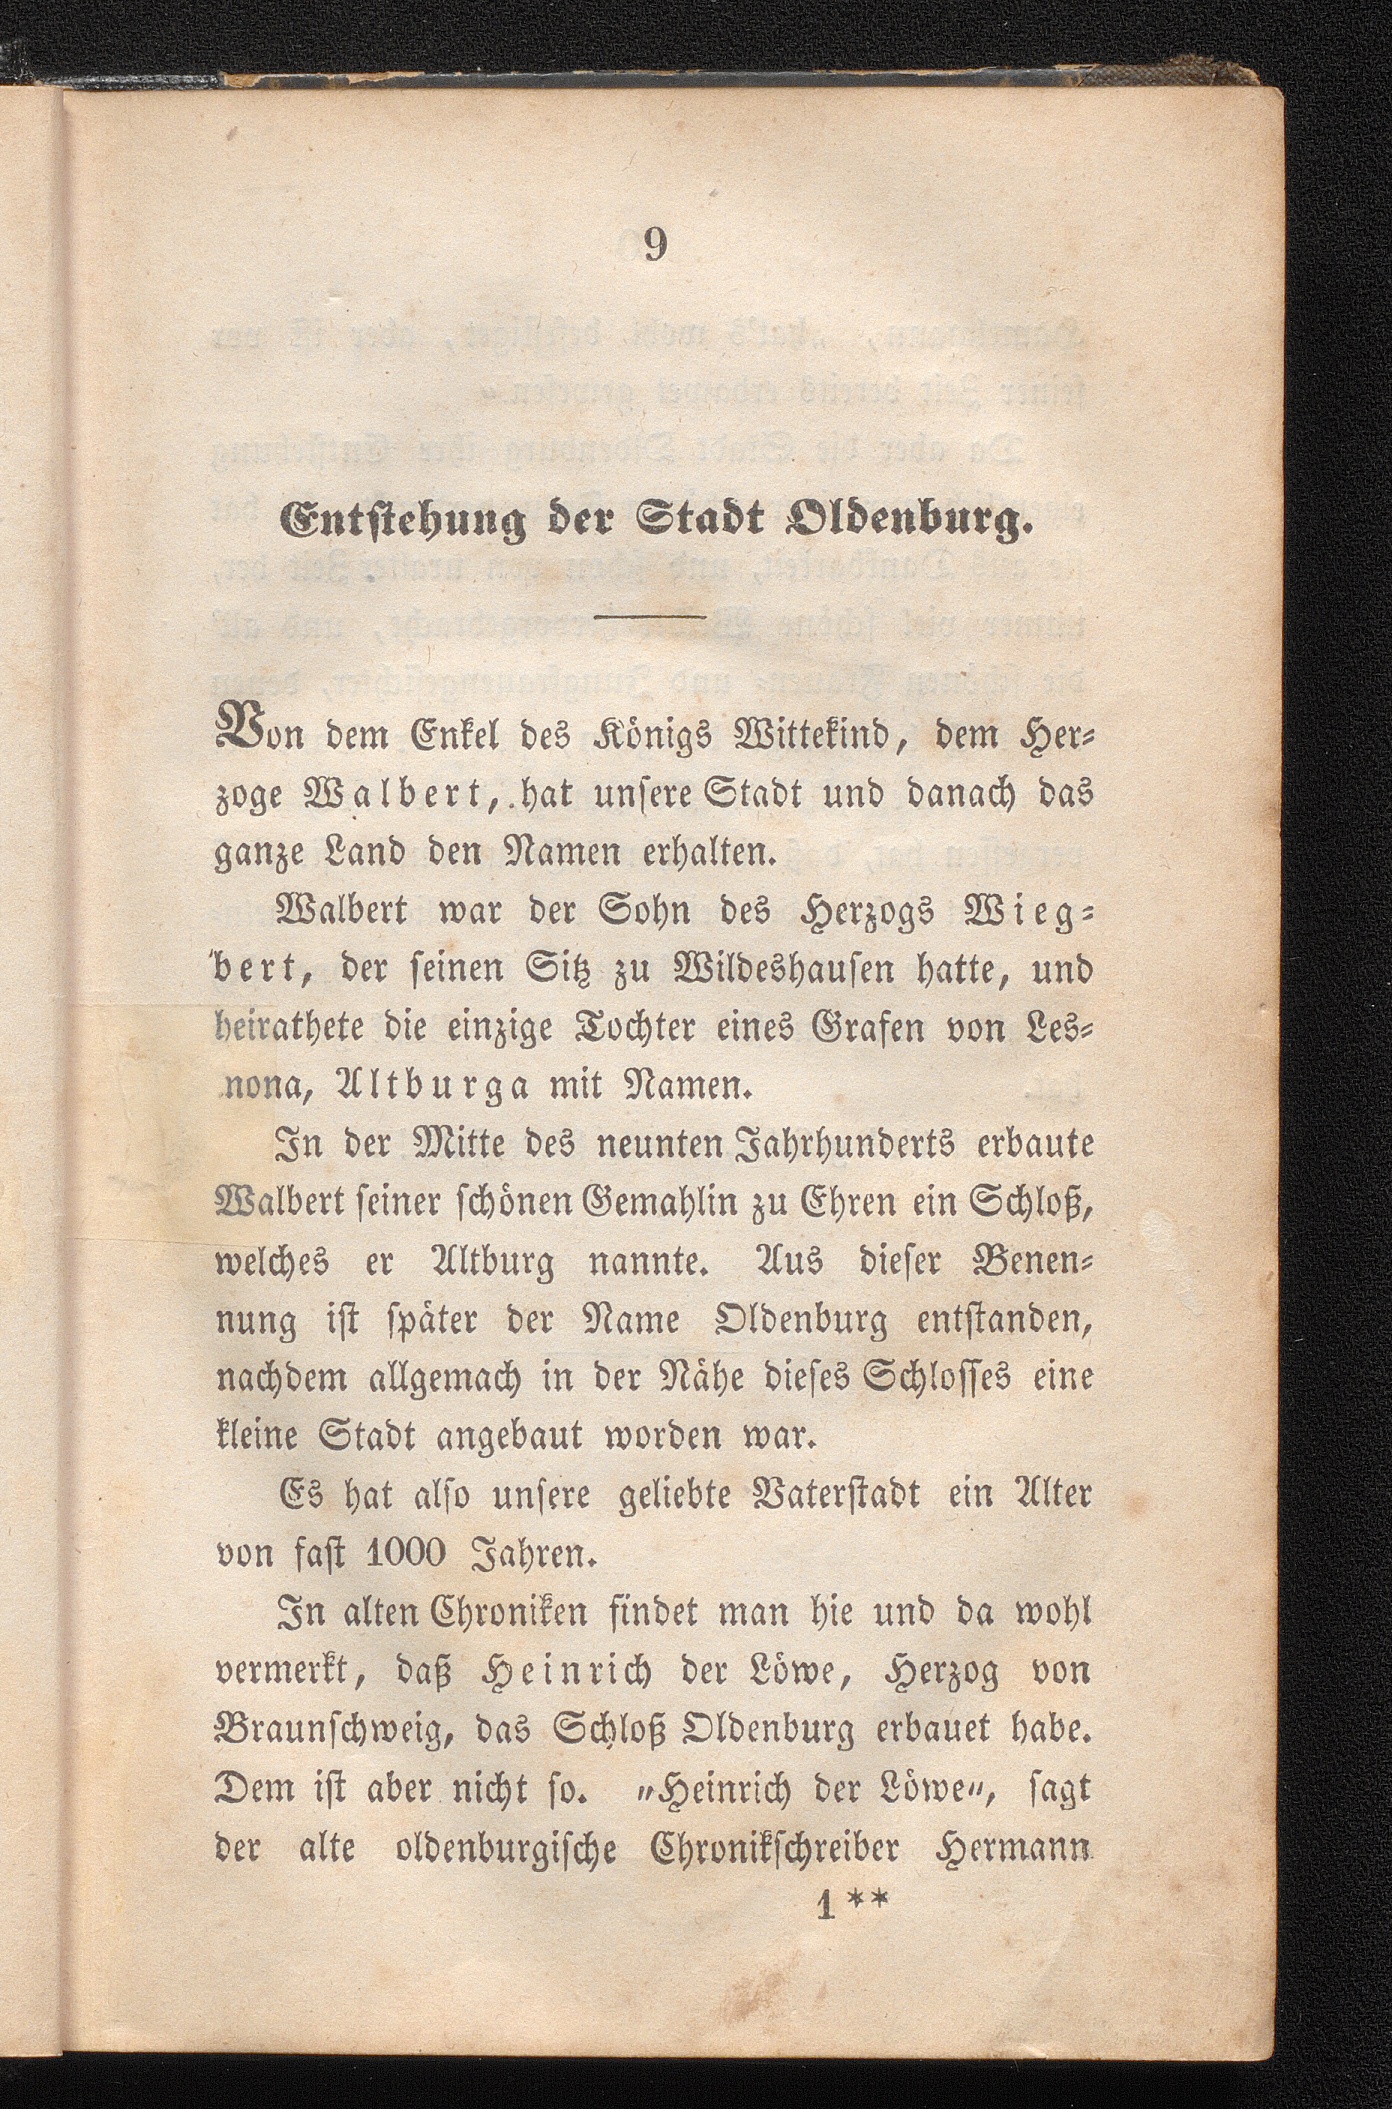 9
Entstehung der Stadt Oldenburg.
Von dem Enkel des Königs Wittekind, dem Her-
zoge Walbert, hat unsere Stadt und danach das
ganze Land den Namen erhalten.
Walbert war der Sohn des Herzogs Wieg-
bert, der seinen Sitz zu Wildeshausen hatte, und
heirathete die einzige Tochter eines Grafen von Les-
nona, Altburga mit Namen.
In der Mitte des neunten Jahrhunderts erbaute
Walbert seiner schönen Gemahlin zu Ehren ein Schloß,
welches er Altburg nannte. Aus dieser Benen-
nung ist später der Name Oldenburg entstanden,
nachdem allgemach in der Nähe dieses Schlosses eine
kleine Stadt angebaut worden war.
Es hat also unsere geliebte Vaterstadt ein Alter
von fast 1000 Jahren.
In alten Chroniken findet man hie und da wohl
vermerkt, daß Heinrich der Löwe, Herzog von
Braunschweig, das Schloß Oldenburg erbauet habe.
Dem ist aber nicht so. „Heinrich der Löwe“, sagt
der alte oldenburgische Chronikschreiber Hermann
1**